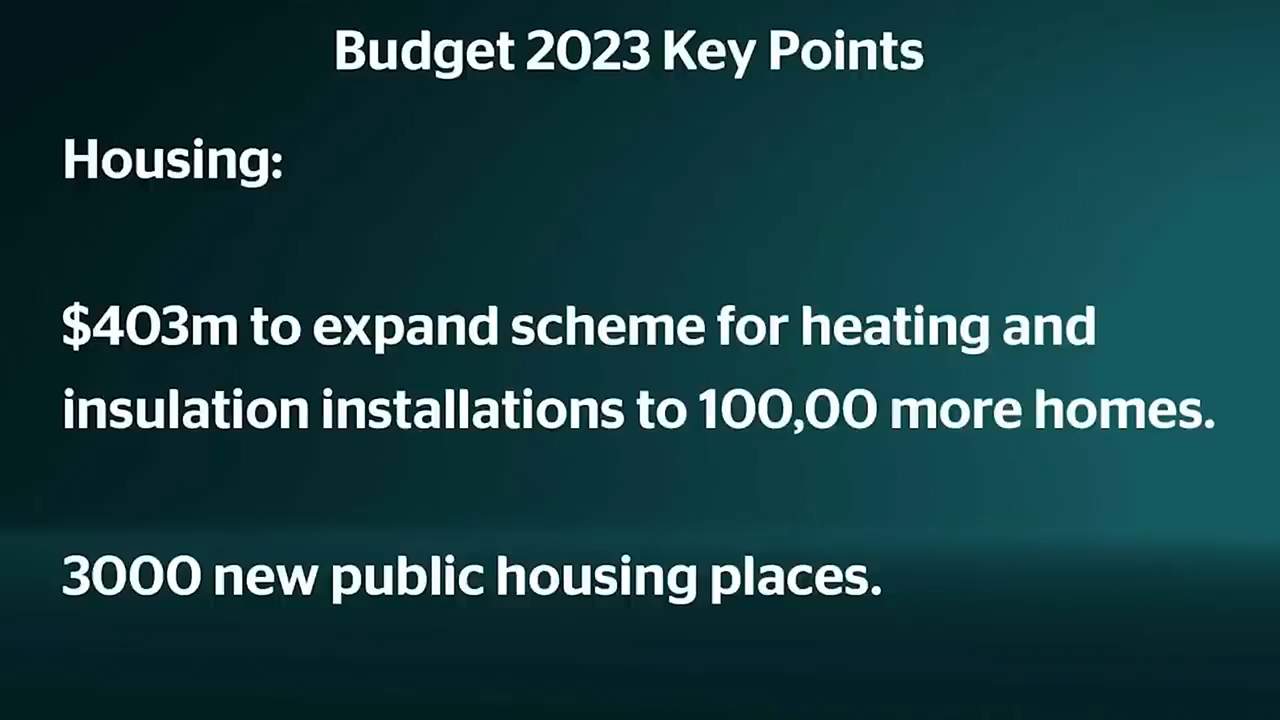 Budget 2023 Key Points
Housing:
$403m to expand scheme for heating and
insulation installations to 100,00 more homes.
3000 new public housing places.